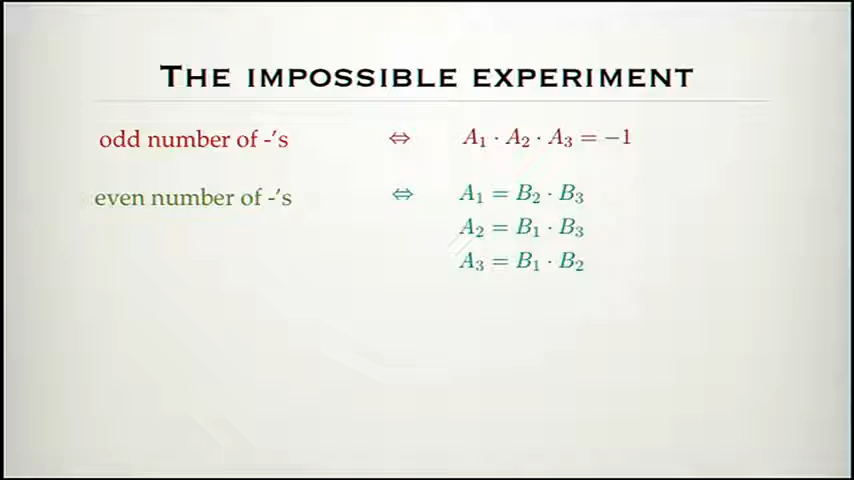 THE IMPOSSIBLE EXPERIMENT
odd number of -'s ⇔ A₁ · A₂ · A₃ = −1
even number of -'s ⇔ A₁ = B₂ · B₃
A₂ = B₁ · B₃
A₃ = B₁ · B₂